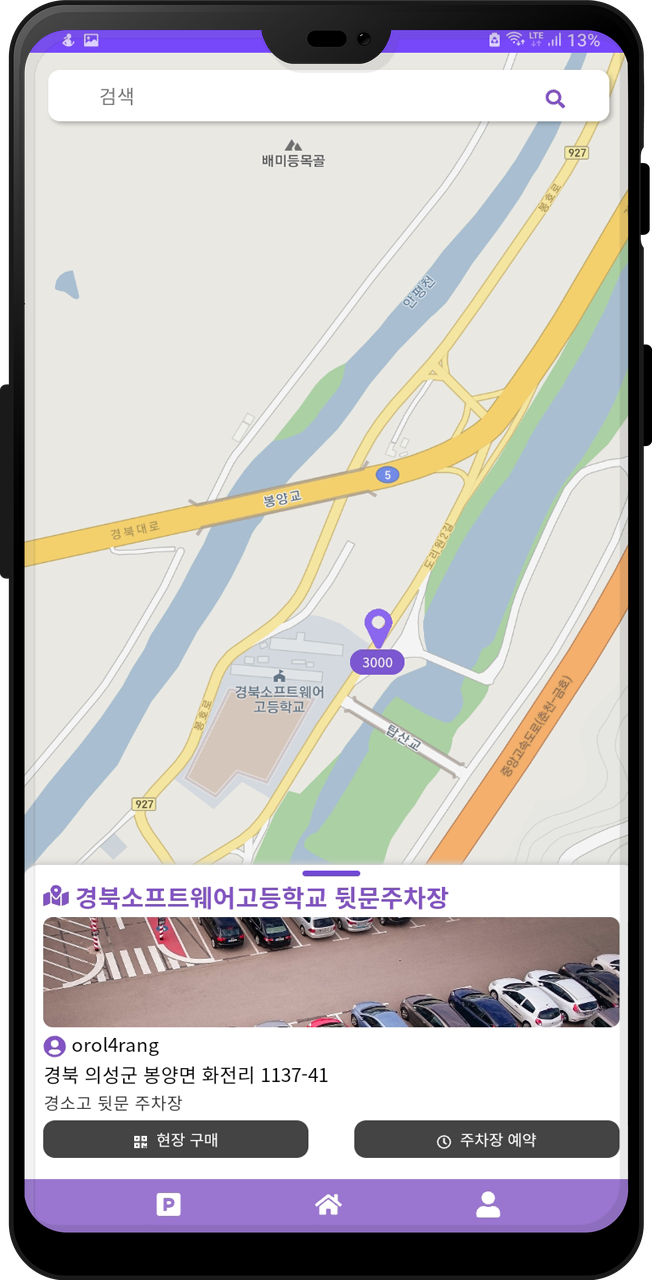 LTE 13%
검색
배미등목골
927
봉호로
안평천
5
봉양교
경북대로
도리원2길
3000
경북소프트웨어
고등학교
봉호로
탑산교
중앙고속도로(춘천-금호)
927
경북소프트웨어고등학교 뒷문주차장
orol4rang
경북 의성군 봉양면 화전리 1137-41
경소고 뒷문 주차장
현장 구매
주차장 예약
P